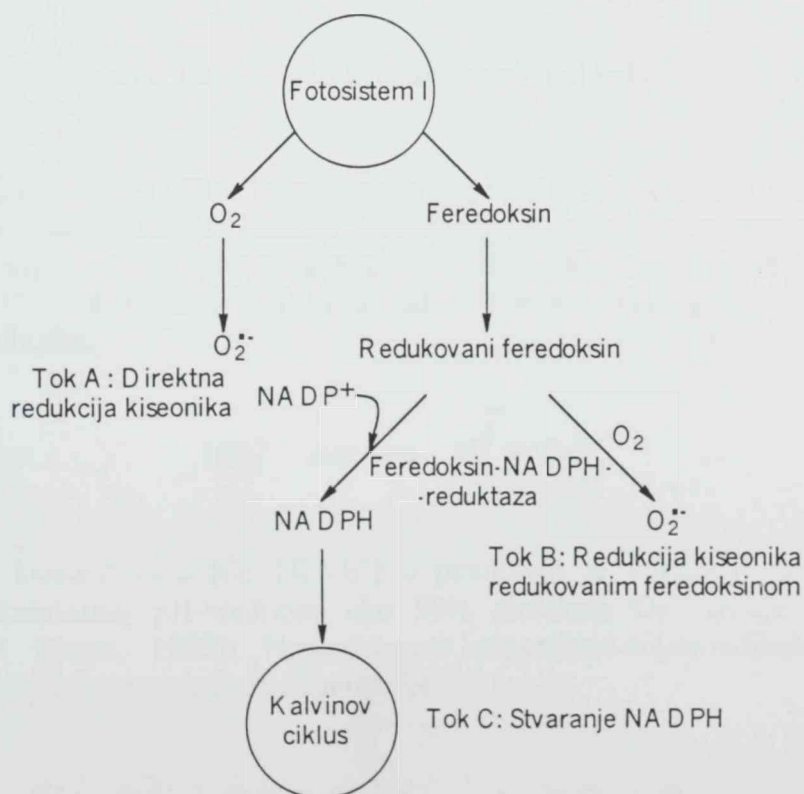 Fotosistem I
O₂
Feredoksin
O₂•-
Redukovani feredoksin
Tok A: Direktna
redukcija kiseonika
NADP+
O₂
Feredoksin-NADPH-
-reduktaza
NADPH
O₂•-
Tok B: Redukcija kiseonika
redukovanim feredoksinom
Kalvinov
ciklus
Tok C: Stvaranje NADPH